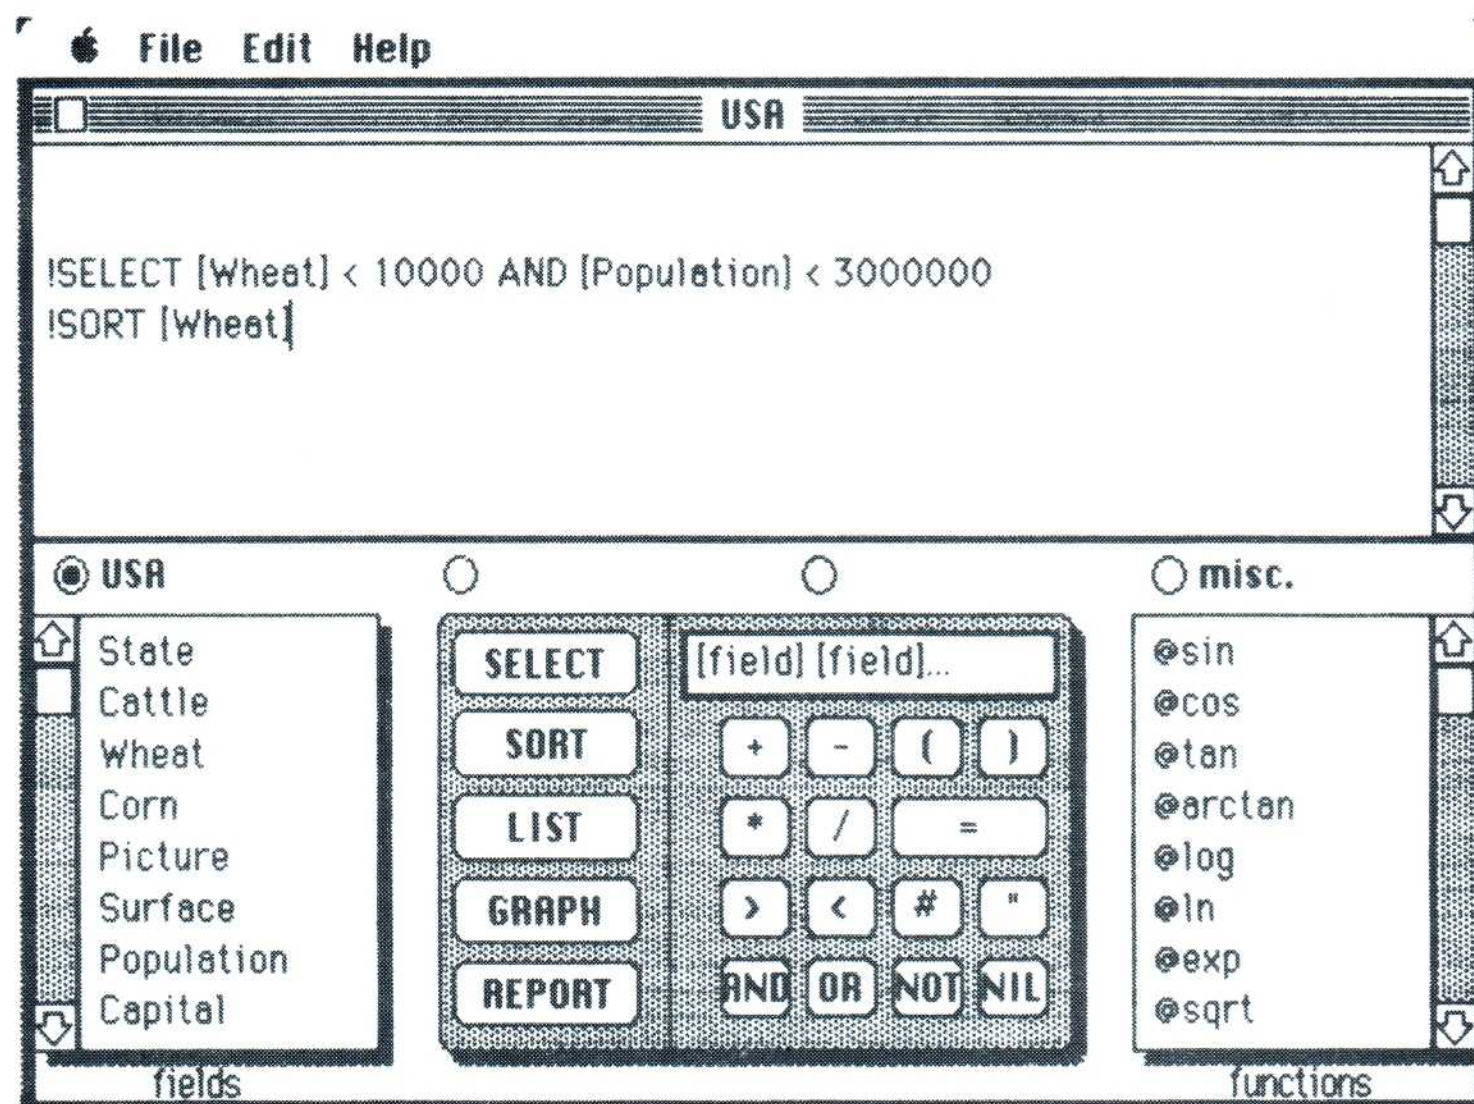 File Edit Help
USA
!SELECT [Wheat] < 10000 AND [Population] < 3000000
!SORT [Wheat]
USA
misc.
State
Cattle
Wheat
Corn
Picture
Surface
Population
Capital
fields
SELECT
SORT
LIST
GRAPH
REPORT
[field] [field]...
+ - ( )
* / =
> < # "
AND OR NOT NIL
@sin
@cos
@tan
@arctan
@log
@ln
@exp
@sqrt
functions